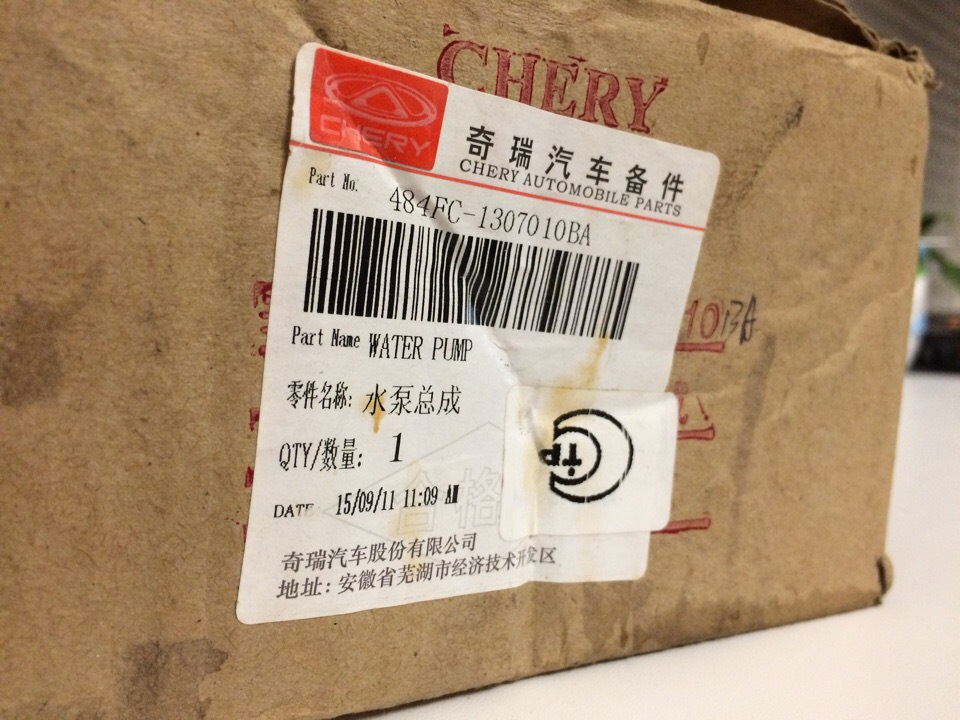 CHERY
CHERY
奇瑞汽车备件
CHERY AUTOMOBILE PARTS
Part No.
484FC-1307010BA
1013A
Part Name WATER PUMP
零件名称: 水泵总成
QTY/数量: 1
合格
DATE 15/09/11 11:09 AM
奇瑞汽车股份有限公司
地址: 安徽省芜湖市经济技术开发区